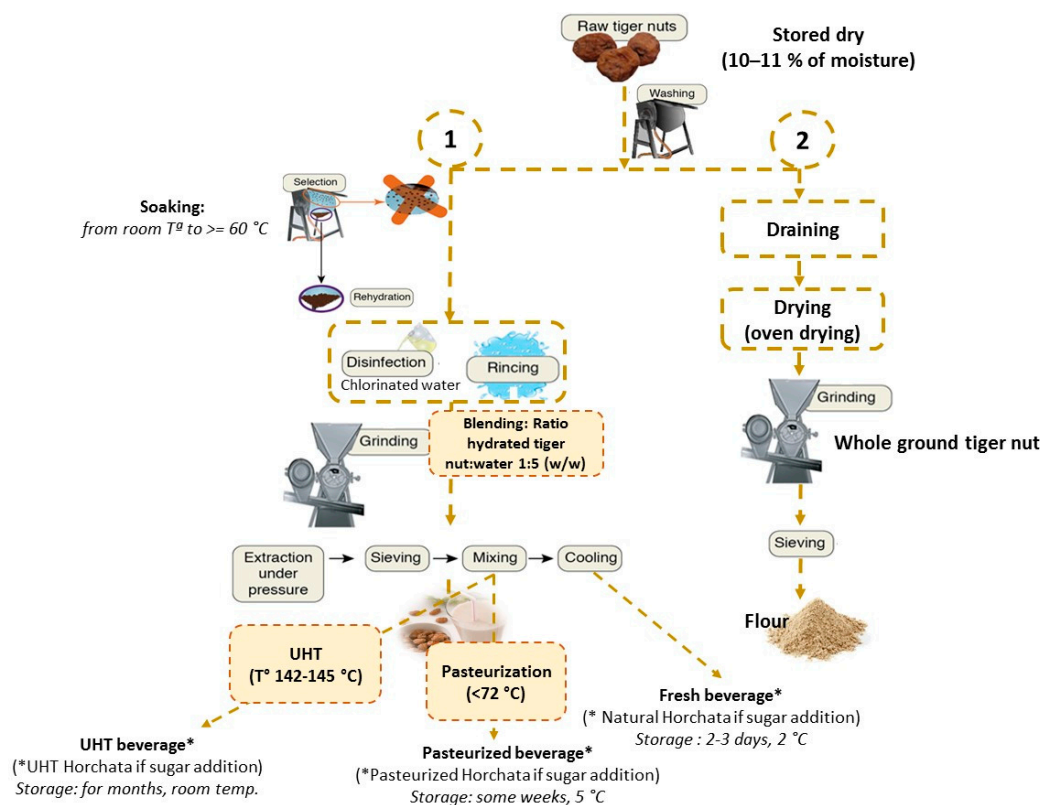 Raw tiger nuts
Stored dry
(10–11 % of moisture)
Washing
1
2
Selection
Soaking:
from room Tª to >= 60 °C
Rehydration
Disinfection
Chlorinated water
Rincing
Grinding
Blending: Ratio
hydrated tiger
nut:water 1:5 (w/w)
Extraction
under
pressure
Sieving
Mixing
Cooling
UHT
(T° 142-145 °C)
Pasteurization
(<72 °C)
UHT beverage*
(*UHT Horchata if sugar addition)
Storage: for months, room temp.
Pasteurized beverage*
(*Pasteurized Horchata if sugar addition)
Storage: some weeks, 5 °C
Fresh beverage*
(* Natural Horchata if sugar addition)
Storage : 2-3 days, 2 °C
Draining
Drying
(oven drying)
Grinding
Whole ground tiger nut
Sieving
Flour